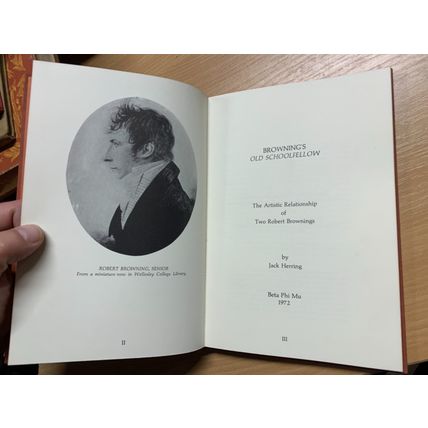 ROBERT BROWNING, SENIOR
From a miniature now in Wellesley College Library.
II
BROWNING'S
OLD SCHOOLFELLOW
The Artistic Relationship
of
Two Robert Brownings
by
Jack Herring
Beta Phi Mu
1972
III